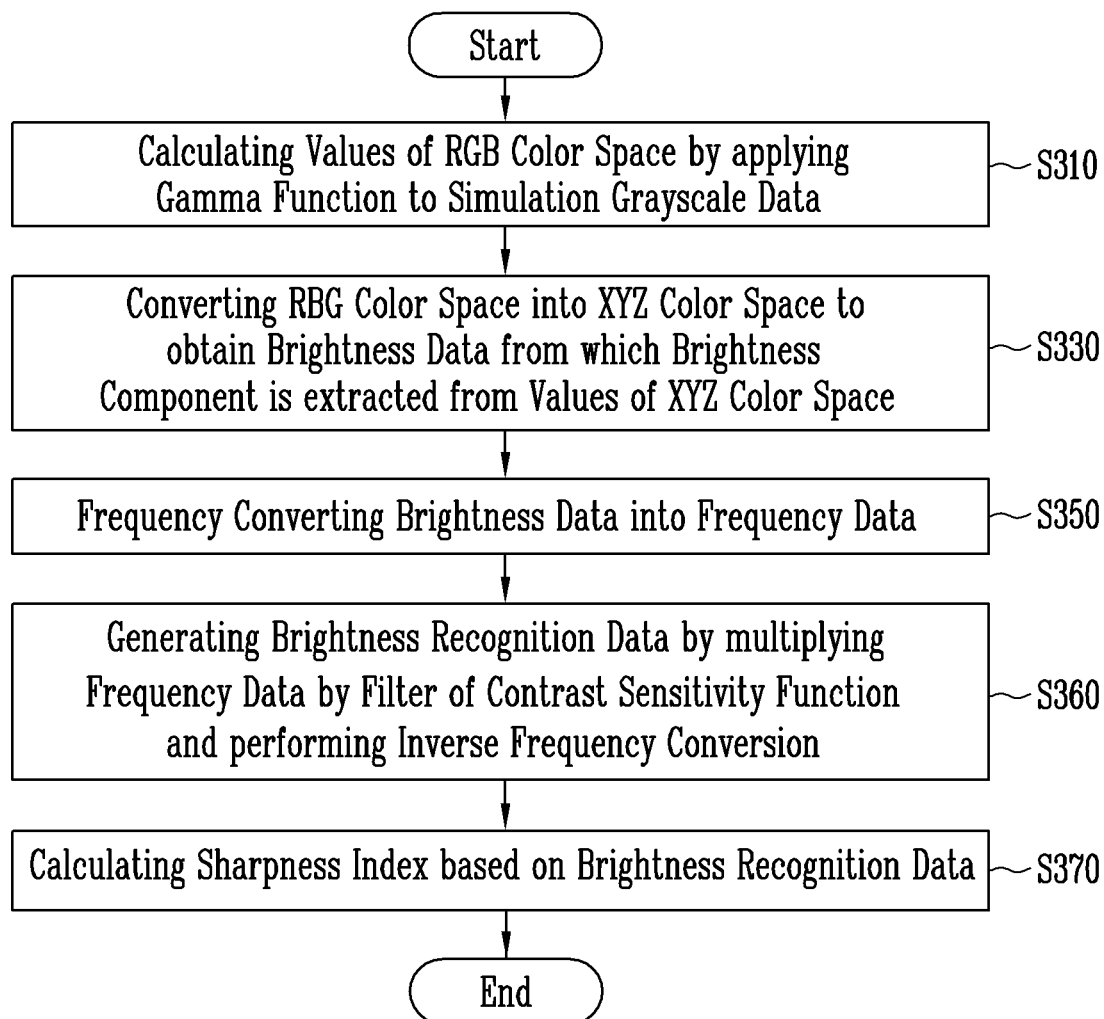 Start
Calculating Values of RGB Color Space by applying
Gamma Function to Simulation Grayscale Data
S310
Converting RBG Color Space into XYZ Color Space to
obtain Brightness Data from which Brightness
Component is extracted from Values of XYZ Color Space
S330
Frequency Converting Brightness Data into Frequency Data
S350
Generating Brightness Recognition Data by multiplying
Frequency Data by Filter of Contrast Sensitivity Function
and performing Inverse Frequency Conversion
S360
Calculating Sharpness Index based on Brightness Recognition Data
S370
End